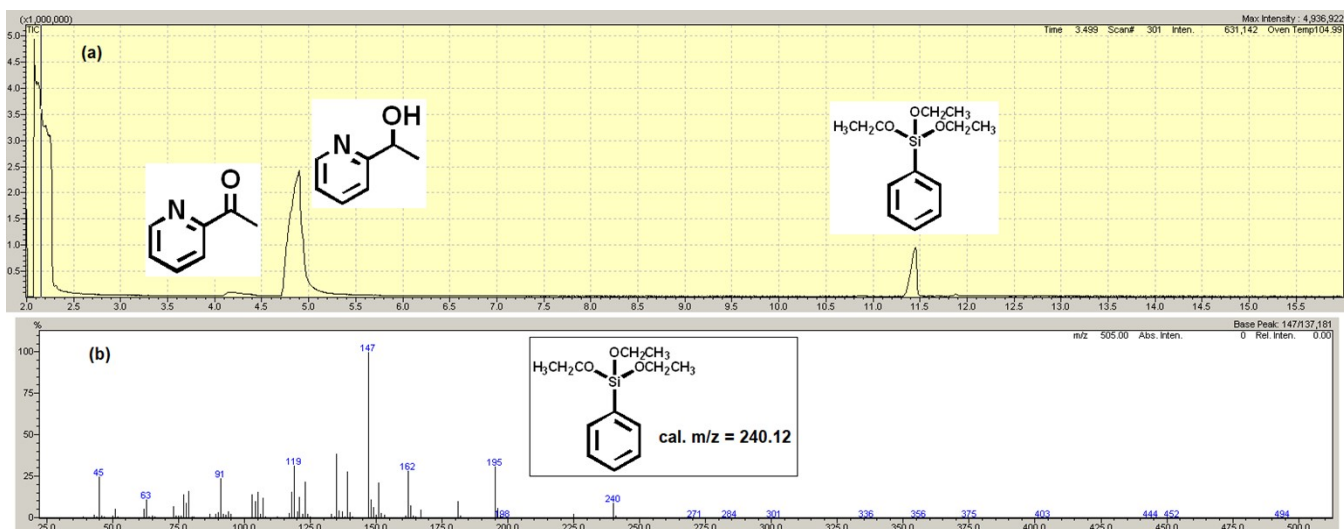 (x1,000,000)
Max Intensity : 4,936,922
TIC
Time 3.499 Scan# 301 Inten. 631,142 Oven Temp104.99
(a)
5.0
4.5
4.0
3.5
3.0
2.5
2.0
1.5
1.0
0.5
N
O
N
OH
OCH₂CH₃
H₃CH₂CO
OCH₂CH₃
Si
2.0 2.5 3.0 3.5 4.0 4.5 5.0 5.5 6.0 6.5 7.0 7.5 8.0 8.5 9.0 9.5 10.0 10.5 11.0 11.5 12.0 12.5 13.0 13.5 14.0 14.5 15.0 15.5
%
Base Peak: 147/137,181
m/z 505.00 Abs. Inten. 0 Rel. Inten. 0.00
(b)
100
75
50
25
OCH₂CH₃
H₃CH₂CO
OCH₂CH₃
Si
cal. m/z = 240.12
45 63 91 119 147 162 195 198 240 271 284 301 336 356 375 403 444 452 494
25.0 50.0 75.0 100.0 125.0 150.0 175.0 200.0 225.0 250.0 275.0 300.0 325.0 350.0 375.0 400.0 425.0 450.0 475.0 500.0